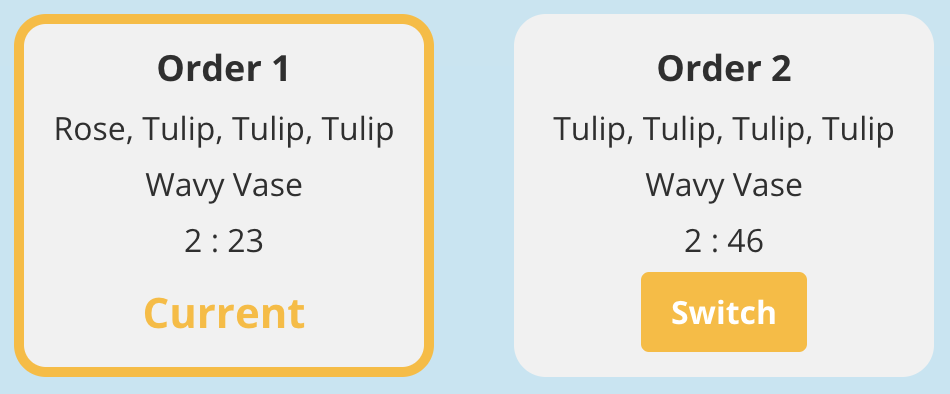 Order 1
Rose, Tulip, Tulip, Tulip
Wavy Vase
2 : 23
Current
Order 2
Tulip, Tulip, Tulip, Tulip
Wavy Vase
2 : 46
Switch